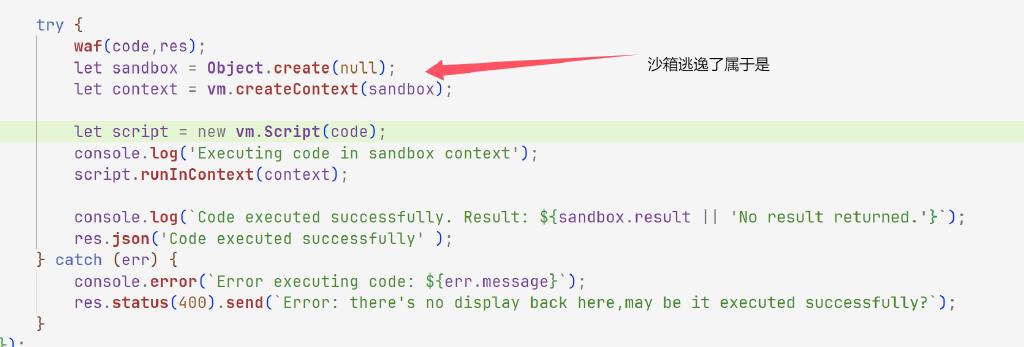 try {
waf(code,res);
let sandbox = Object.create(null);
沙箱逃逸了属于是
let context = vm.createContext(sandbox);
let script = new vm.Script(code);
console.log('Executing code in sandbox context');
script.runInContext(context);
console.log(`Code executed successfully. Result: ${sandbox.result || 'No result returned.'}`);
res.json('Code executed successfully' );
} catch (err) {
console.error(`Error executing code: ${err.message}`);
res.status(400).send(`Error: there's no display back here,may be it executed successfully?`);
}
});